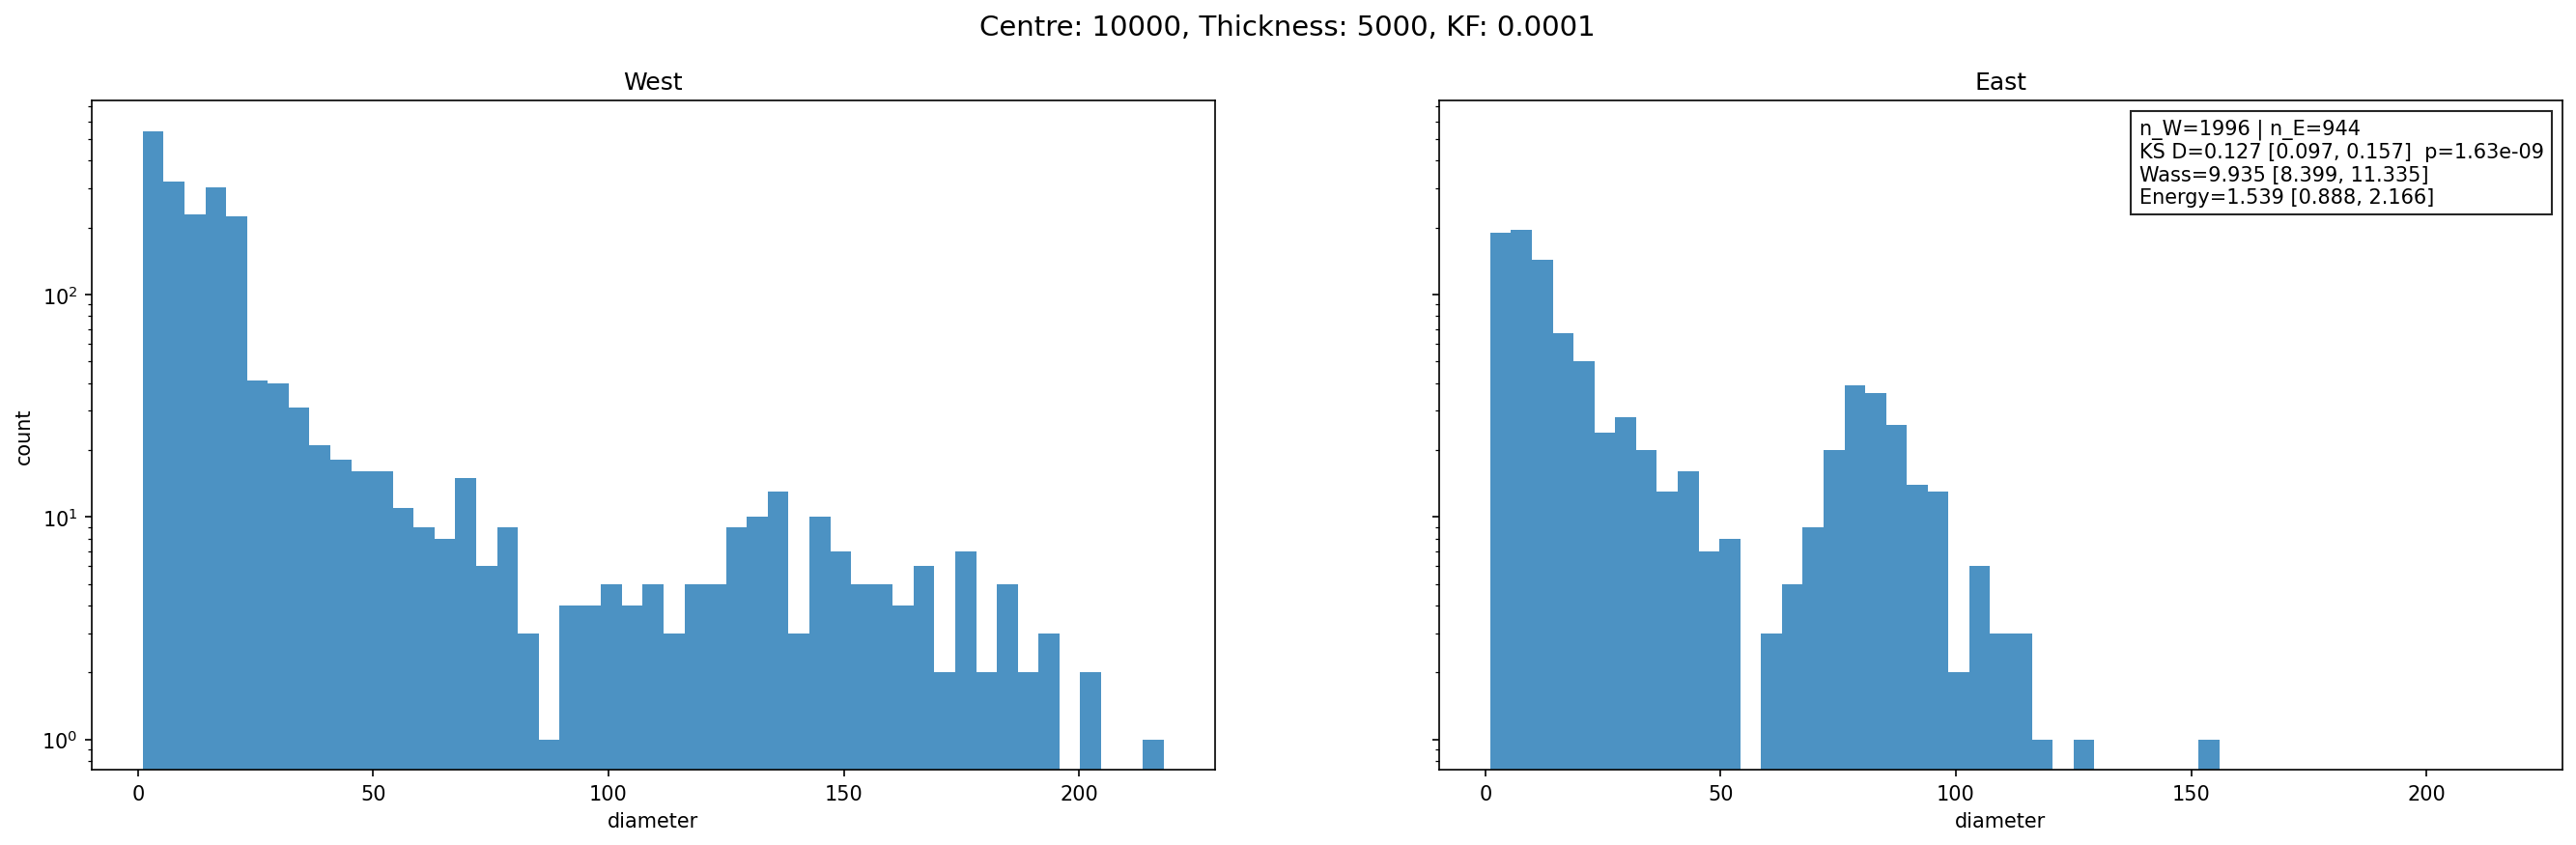 Centre: 10000, Thickness: 5000, KF: 0.0001
West
count
10²
10¹
10⁰
0 50 100 150 200
diameter
East
n_W=1996 | n_E=944
KS D=0.127 [0.097, 0.157]  p=1.63e-09
Wass=9.935 [8.399, 11.335]
Energy=1.539 [0.888, 2.166]
0 50 100 150 200
diameter